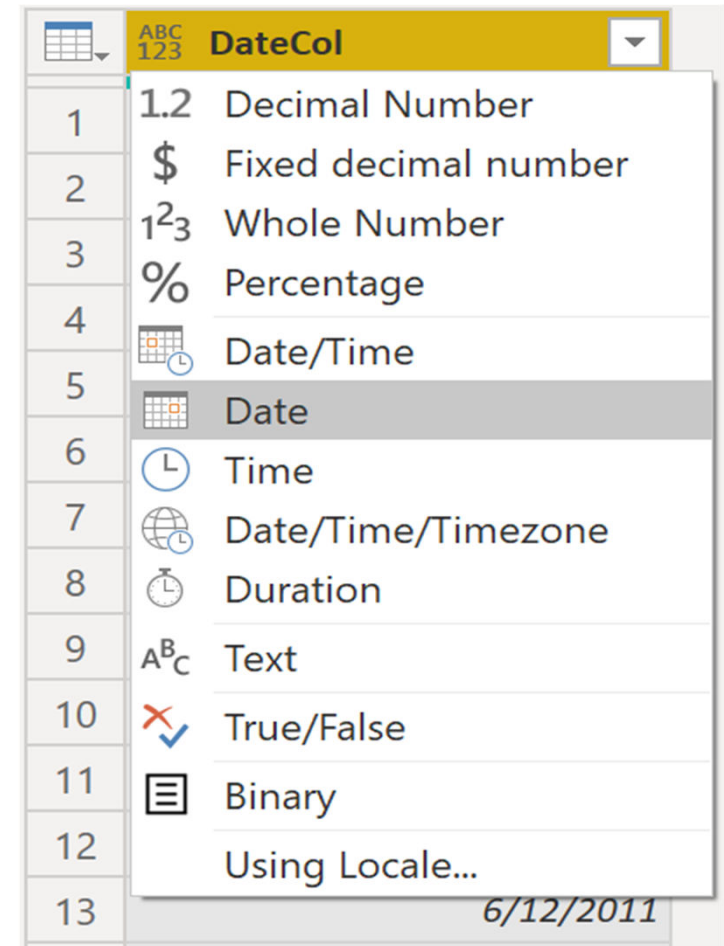 ABC 123 DateCol
1.2 Decimal Number
$ Fixed decimal number
123 Whole Number
% Percentage
Date/Time
Date
Time
Date/Time/Timezone
Duration
ABC Text
True/False
Binary
Using Locale...
1
2
3
4
5
6
7
8
9
10
11
12
13 6/12/2011